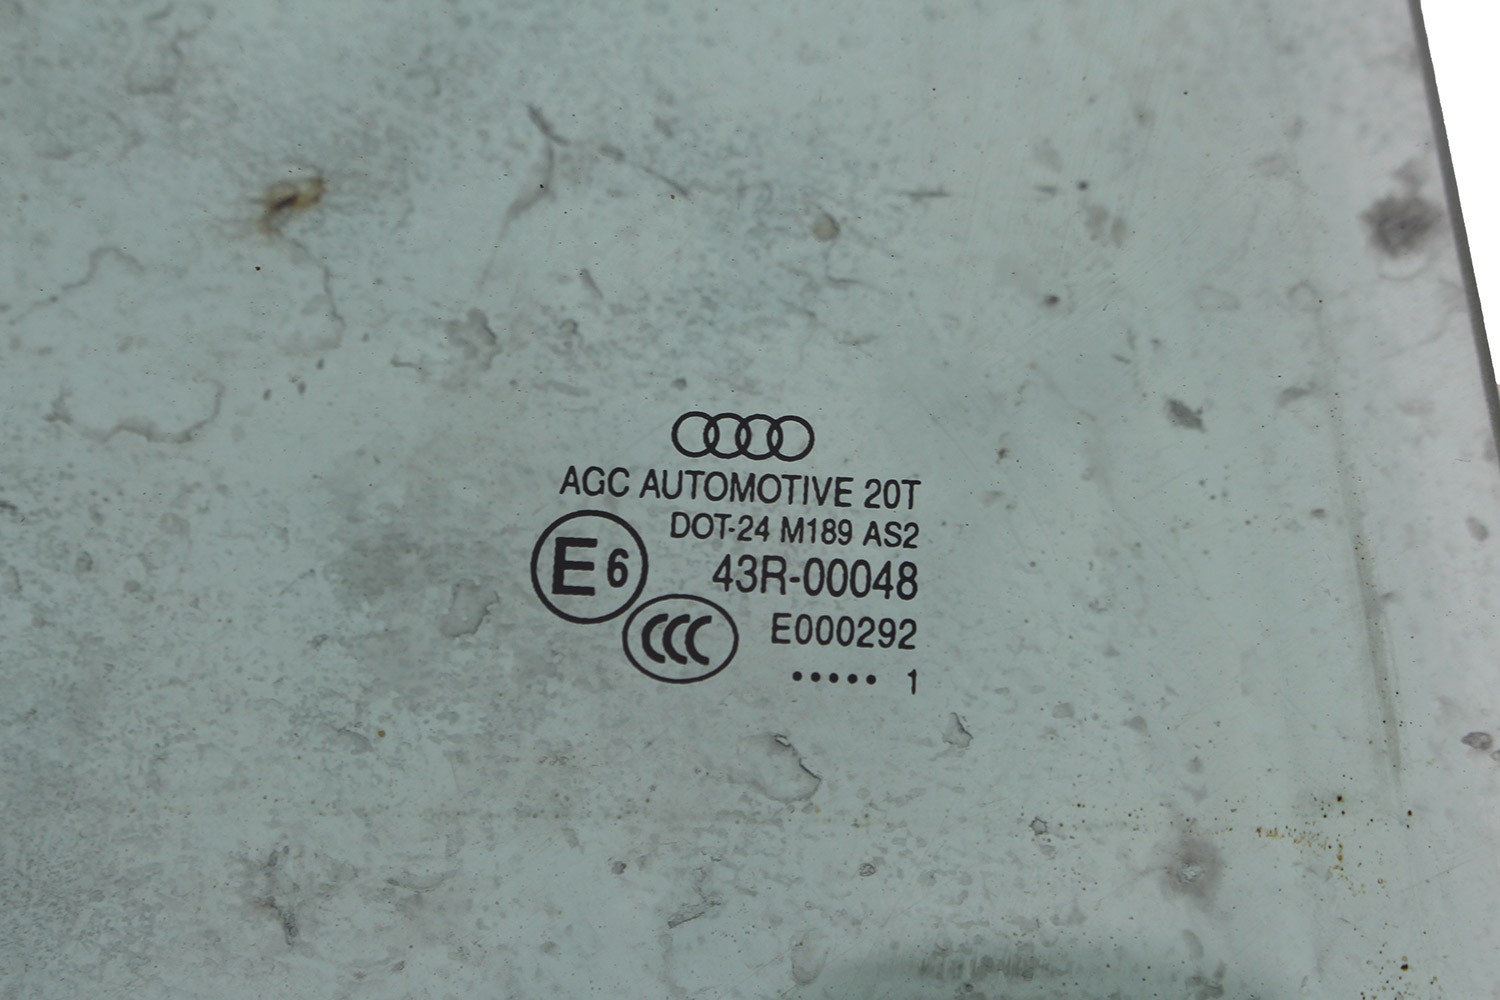 AGC AUTOMOTIVE 20T
DOT-24 M189 AS2
E6
43R-00048
CCC
E000292
..... 1